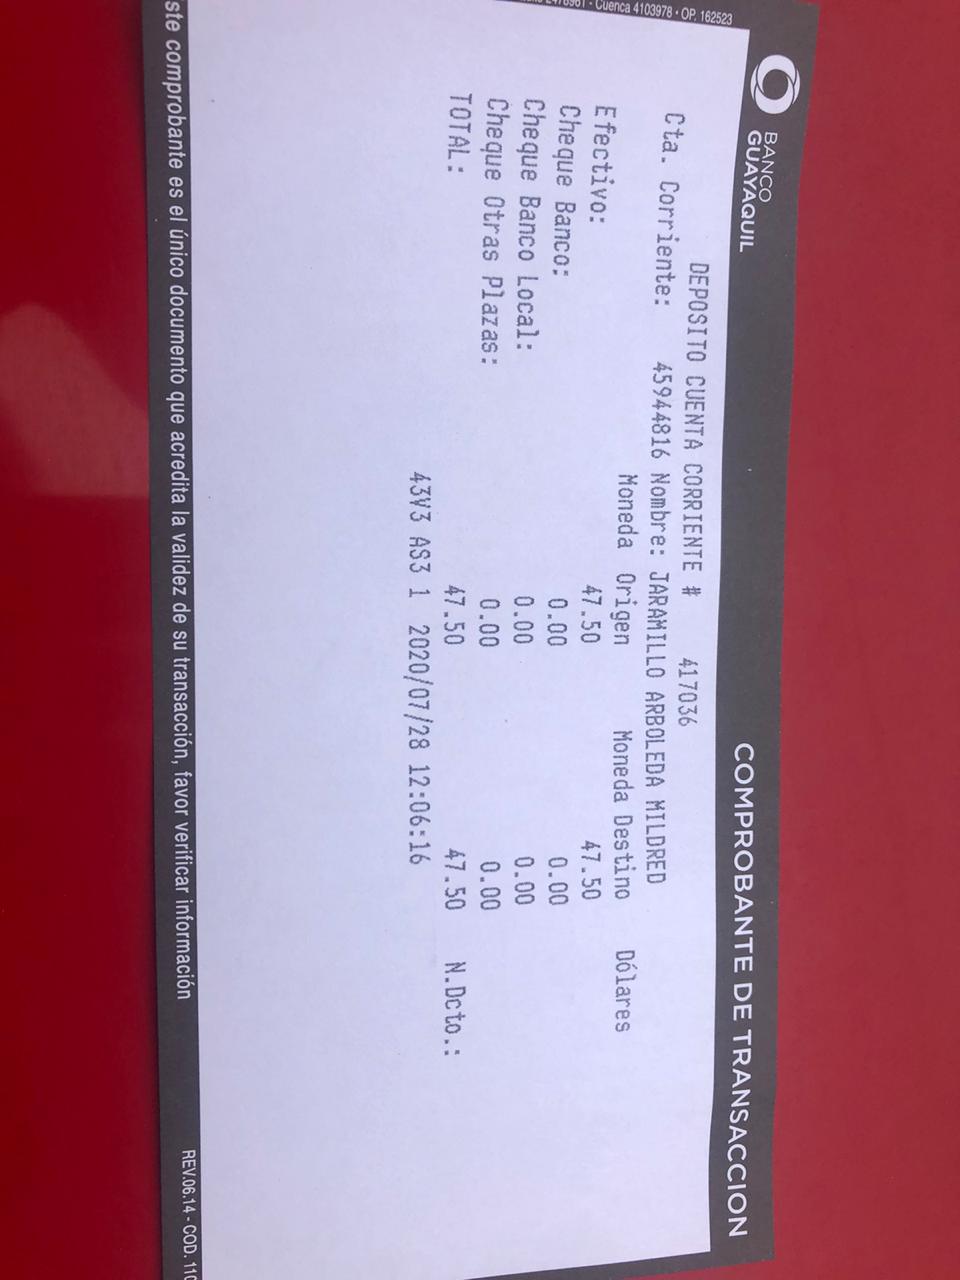 BANCO
GUAYAQUIL
COMPROBANTE DE TRANSACCION
DEPOSITO CUENTA CORRIENTE # 417036
Cta. Corriente: 45944816 Nombre: JARAMILLO ARBOLEDA MILDRED
Moneda Origen Moneda Destino Dólares
Efectivo: 47.50 47.50
Cheque Banco: 0.00 0.00
Cheque Banco Local: 0.00 0.00
Cheque Otras Plazas: 0.00 0.00
TOTAL: 47.50 47.50 N.Dcto.:
43V3 AS3 1 2020/07/28 12:06:16
ste comprobante es el único documento que acredita la validez de su transacción, favor verificar información
REV.06.14 - COD. 110
Cuenta 4103978 • OP. 162523